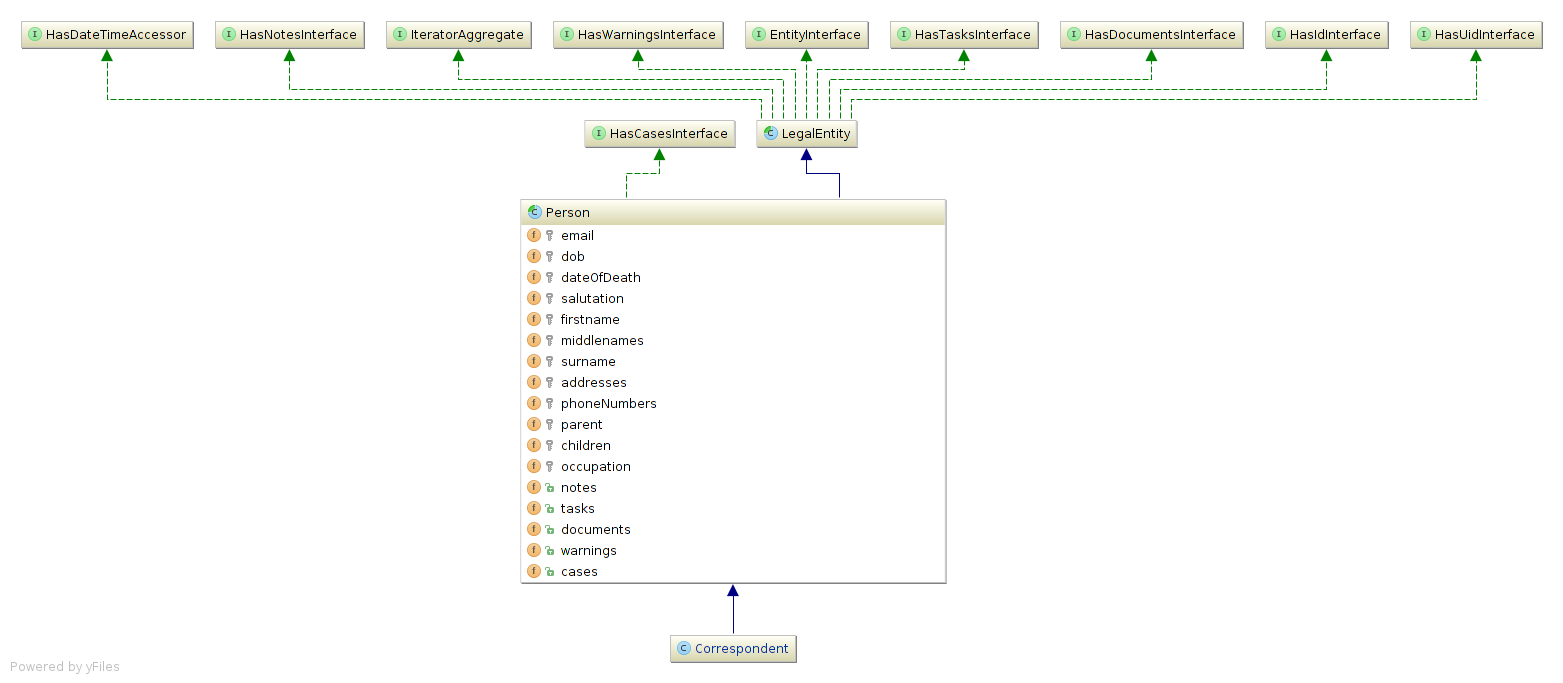 HasDateTimeAccessor
HasNotesInterface
IteratorAggregate
HasWarningsInterface
EntityInterface
HasTasksInterface
HasDocumentsInterface
HasIdInterface
HasUidInterface
HasCasesInterface
LegalEntity
Person
email
dob
dateOfDeath
salutation
firstname
middlenames
surname
addresses
phoneNumbers
parent
children
occupation
notes
tasks
documents
warnings
cases
Correspondent
Powered by yFiles